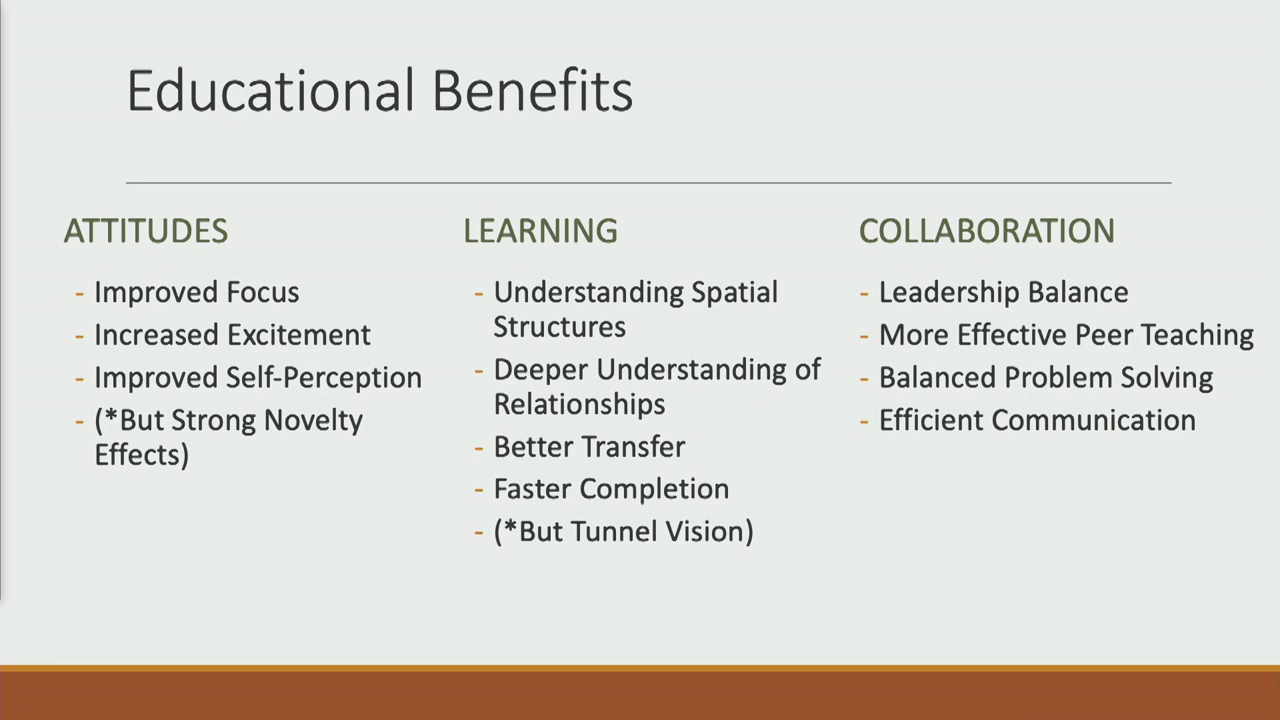 Educational Benefits
ATTITUDES
- Improved Focus
- Increased Excitement
- Improved Self-Perception
- (*But Strong Novelty
Effects)
LEARNING
- Understanding Spatial
Structures
- Deeper Understanding of
Relationships
- Better Transfer
- Faster Completion
- (*But Tunnel Vision)
COLLABORATION
- Leadership Balance
- More Effective Peer Teaching
- Balanced Problem Solving
- Efficient Communication